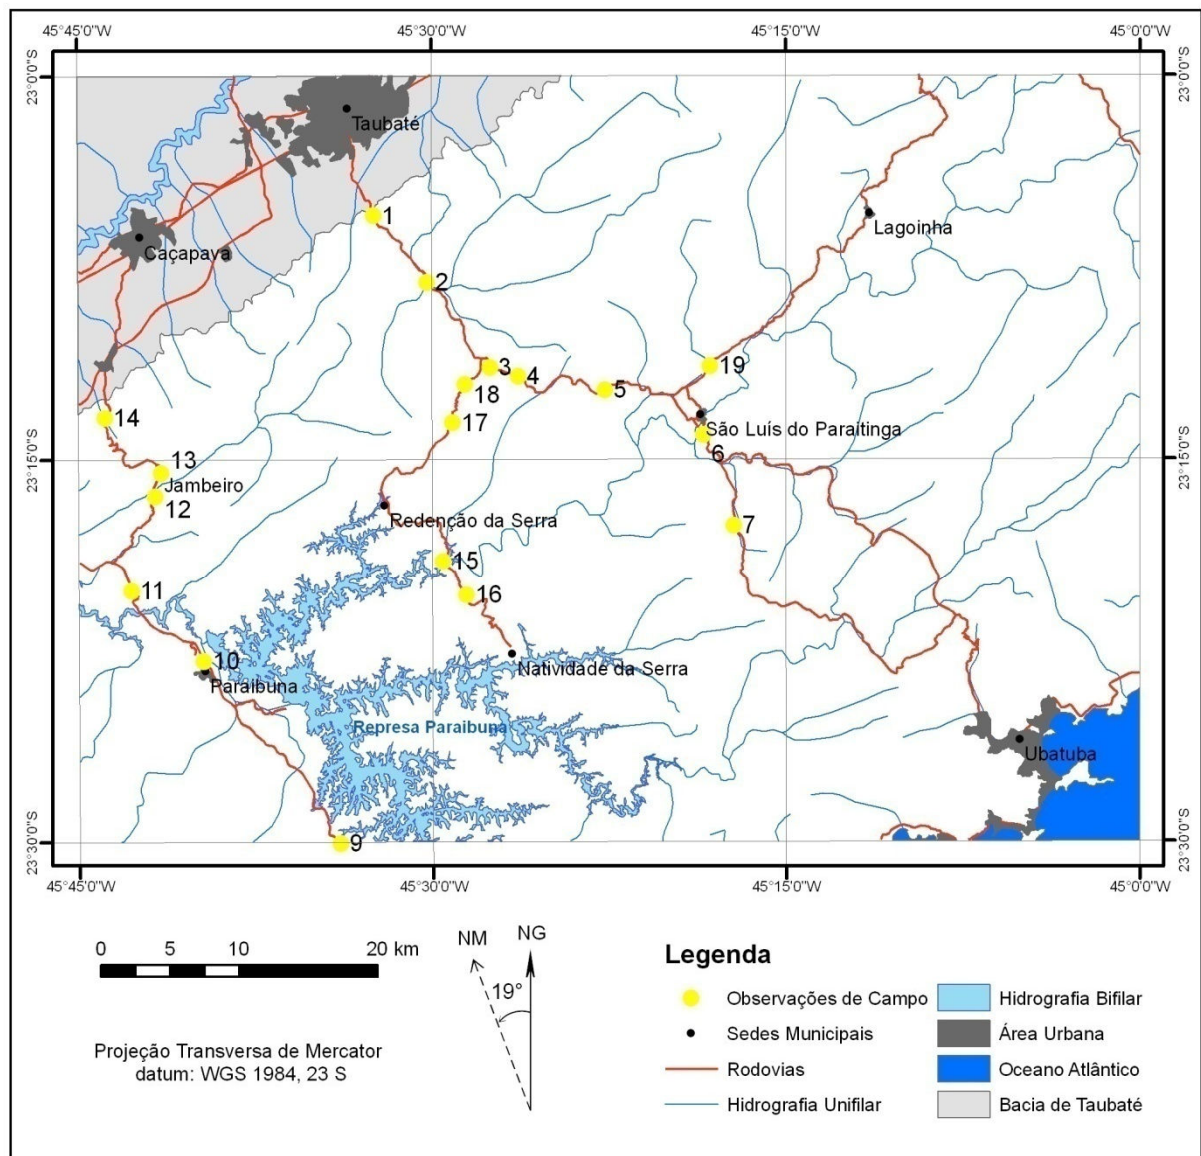 45°45'0"W
45°30'0"W
45°15'0"W
45°0'0"W
23°0'0"S
23°0'0"S
Taubaté
1
Lagoinha
Caçapava
2
3
4
5
19
18
17
14
São Luís do Paraitinga
6
23°15'0"S
23°15'0"S
13
Jambeiro
12
Redenção da Serra
7
15
11
16
10
Natividade da Serra
Paraibuna
Represa Paraibuna
Ubatuba
9
23°30'0"S
23°30'0"S
45°45'0"W
45°30'0"W
45°15'0"W
45°0'0"W
0 5 10 20 km
NM
NG
19°
Projeção Transversa de Mercator
datum: WGS 1984, 23 S
Legenda
Observações de Campo
Sedes Municipais
Rodovias
Hidrografia Unifilar
Hidrografia Bifilar
Área Urbana
Oceano Atlântico
Bacia de Taubaté